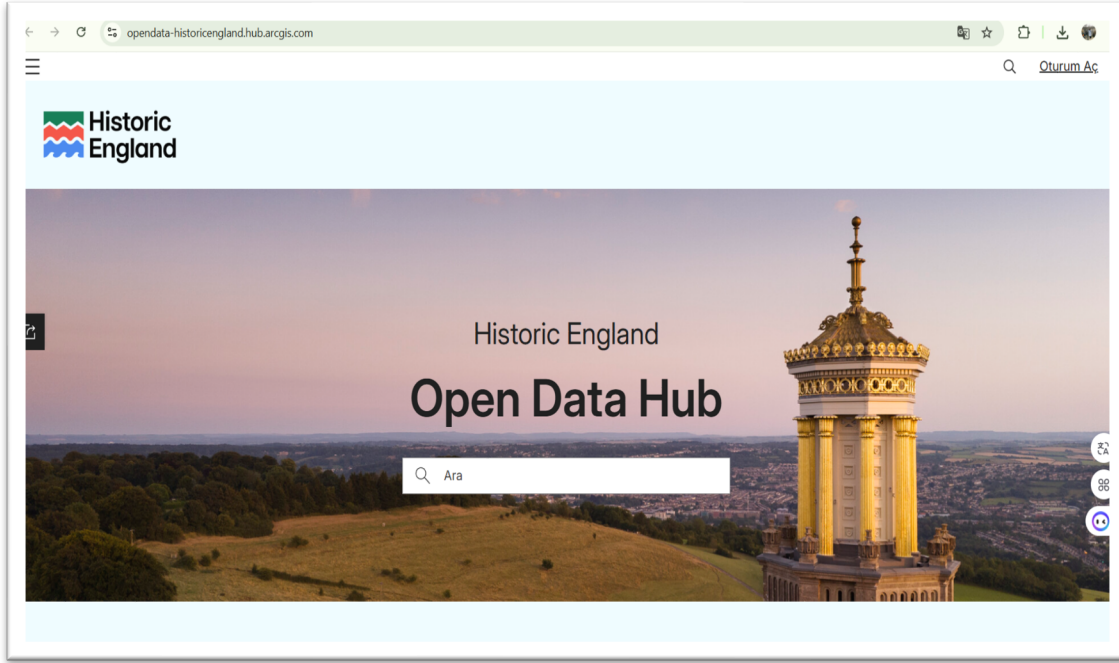 opendata-historicengland.hub.arcgis.com
Oturum Aç
Historic
England
Historic England
Open Data Hub
Ara